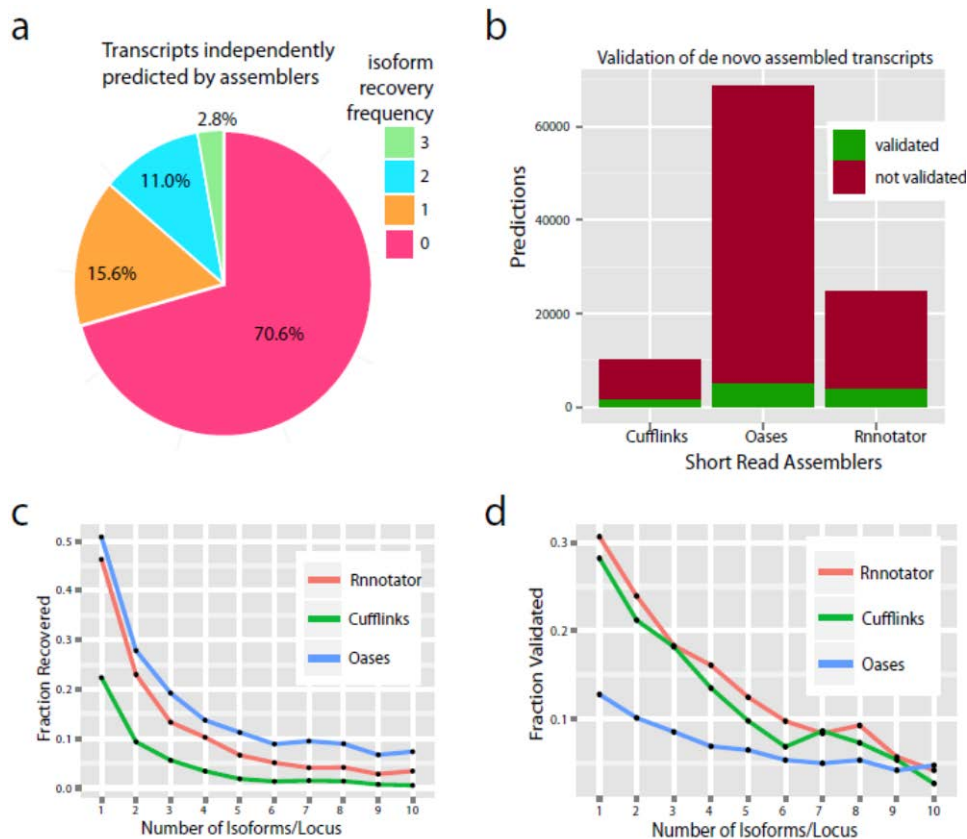 a
Transcripts independently
predicted by assemblers
isoform
recovery
frequency
3
2
1
0
2.8%
11.0%
15.6%
70.6%
b
Validation of de novo assembled transcripts
Predictions
60000
40000
20000
0
validated
not validated
Cufflinks Oases Rnnotator
Short Read Assemblers
c
Fraction Recovered
0.5
0.4
0.3
0.2
0.1
0.0
Rnnotator
Cufflinks
Oases
1 2 3 4 5 6 7 8 9 10
Number of Isoforms/Locus
d
Fraction Validated
0.3
0.2
0.1
Rnnotator
Cufflinks
Oases
1 2 3 4 5 6 7 8 9 10
Number of Isoforms/Locus